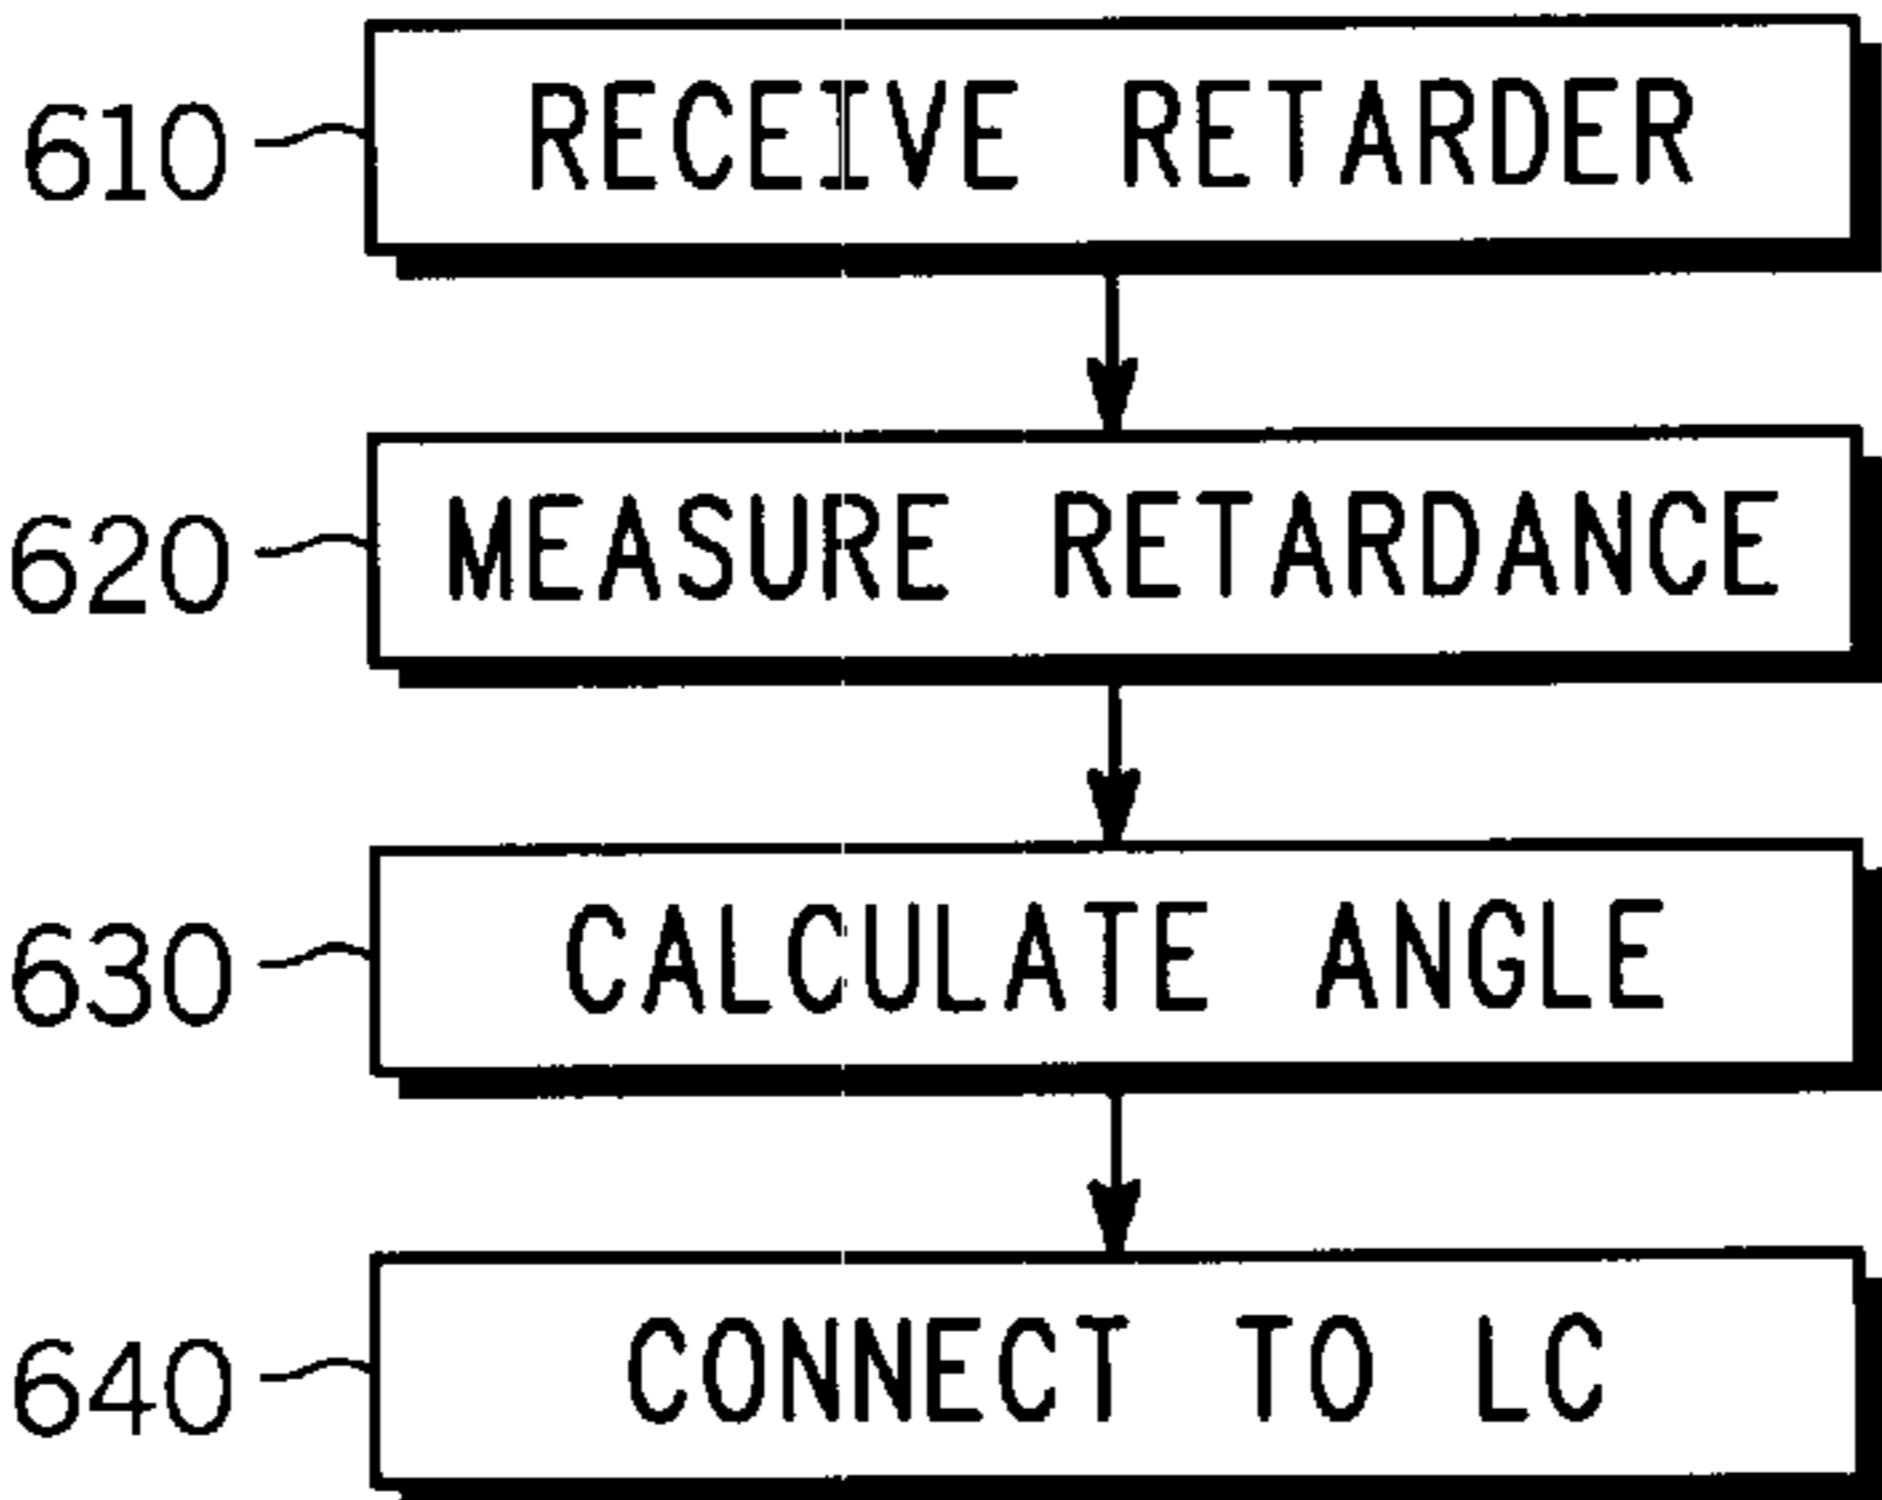 610 RECEIVE RETARDER
620 MEASURE RETARDANCE
630 CALCULATE ANGLE
640 CONNECT TO LC